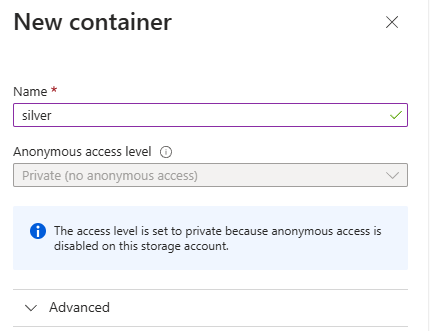 New container
Name *
silver
Anonymous access level
Private (no anonymous access)
The access level is set to private because anonymous access is
disabled on this storage account.
Advanced